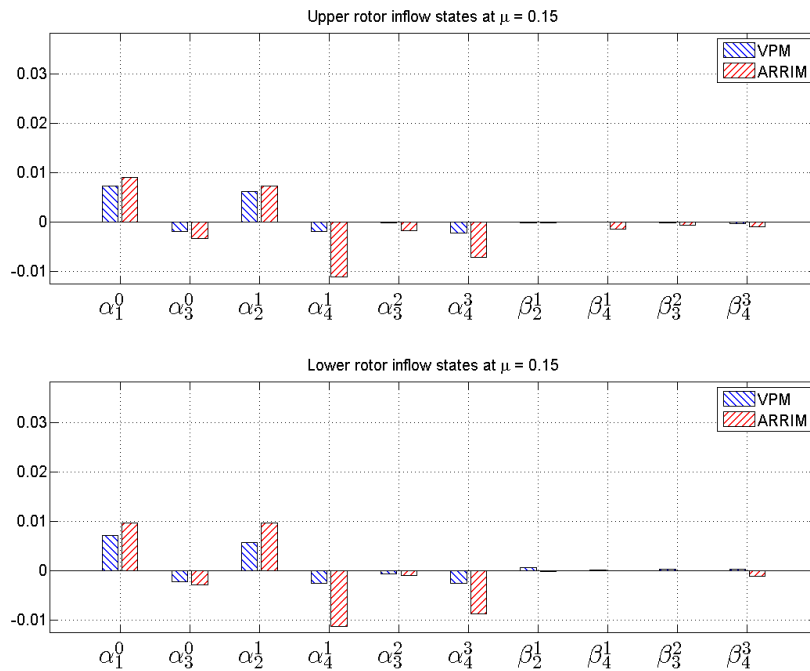 Upper rotor inflow states at μ = 0.15
VPM
ARRIM
0.03
0.02
0.01
0
-0.01
α₁⁰ α₃⁰ α₂¹ α₄¹ α₃² α₄³ β₂¹ β₄¹ β₃² β₄³
Lower rotor inflow states at μ = 0.15
VPM
ARRIM
0.03
0.02
0.01
0
-0.01
α₁⁰ α₃⁰ α₂¹ α₄¹ α₃² α₄³ β₂¹ β₄¹ β₃² β₄³